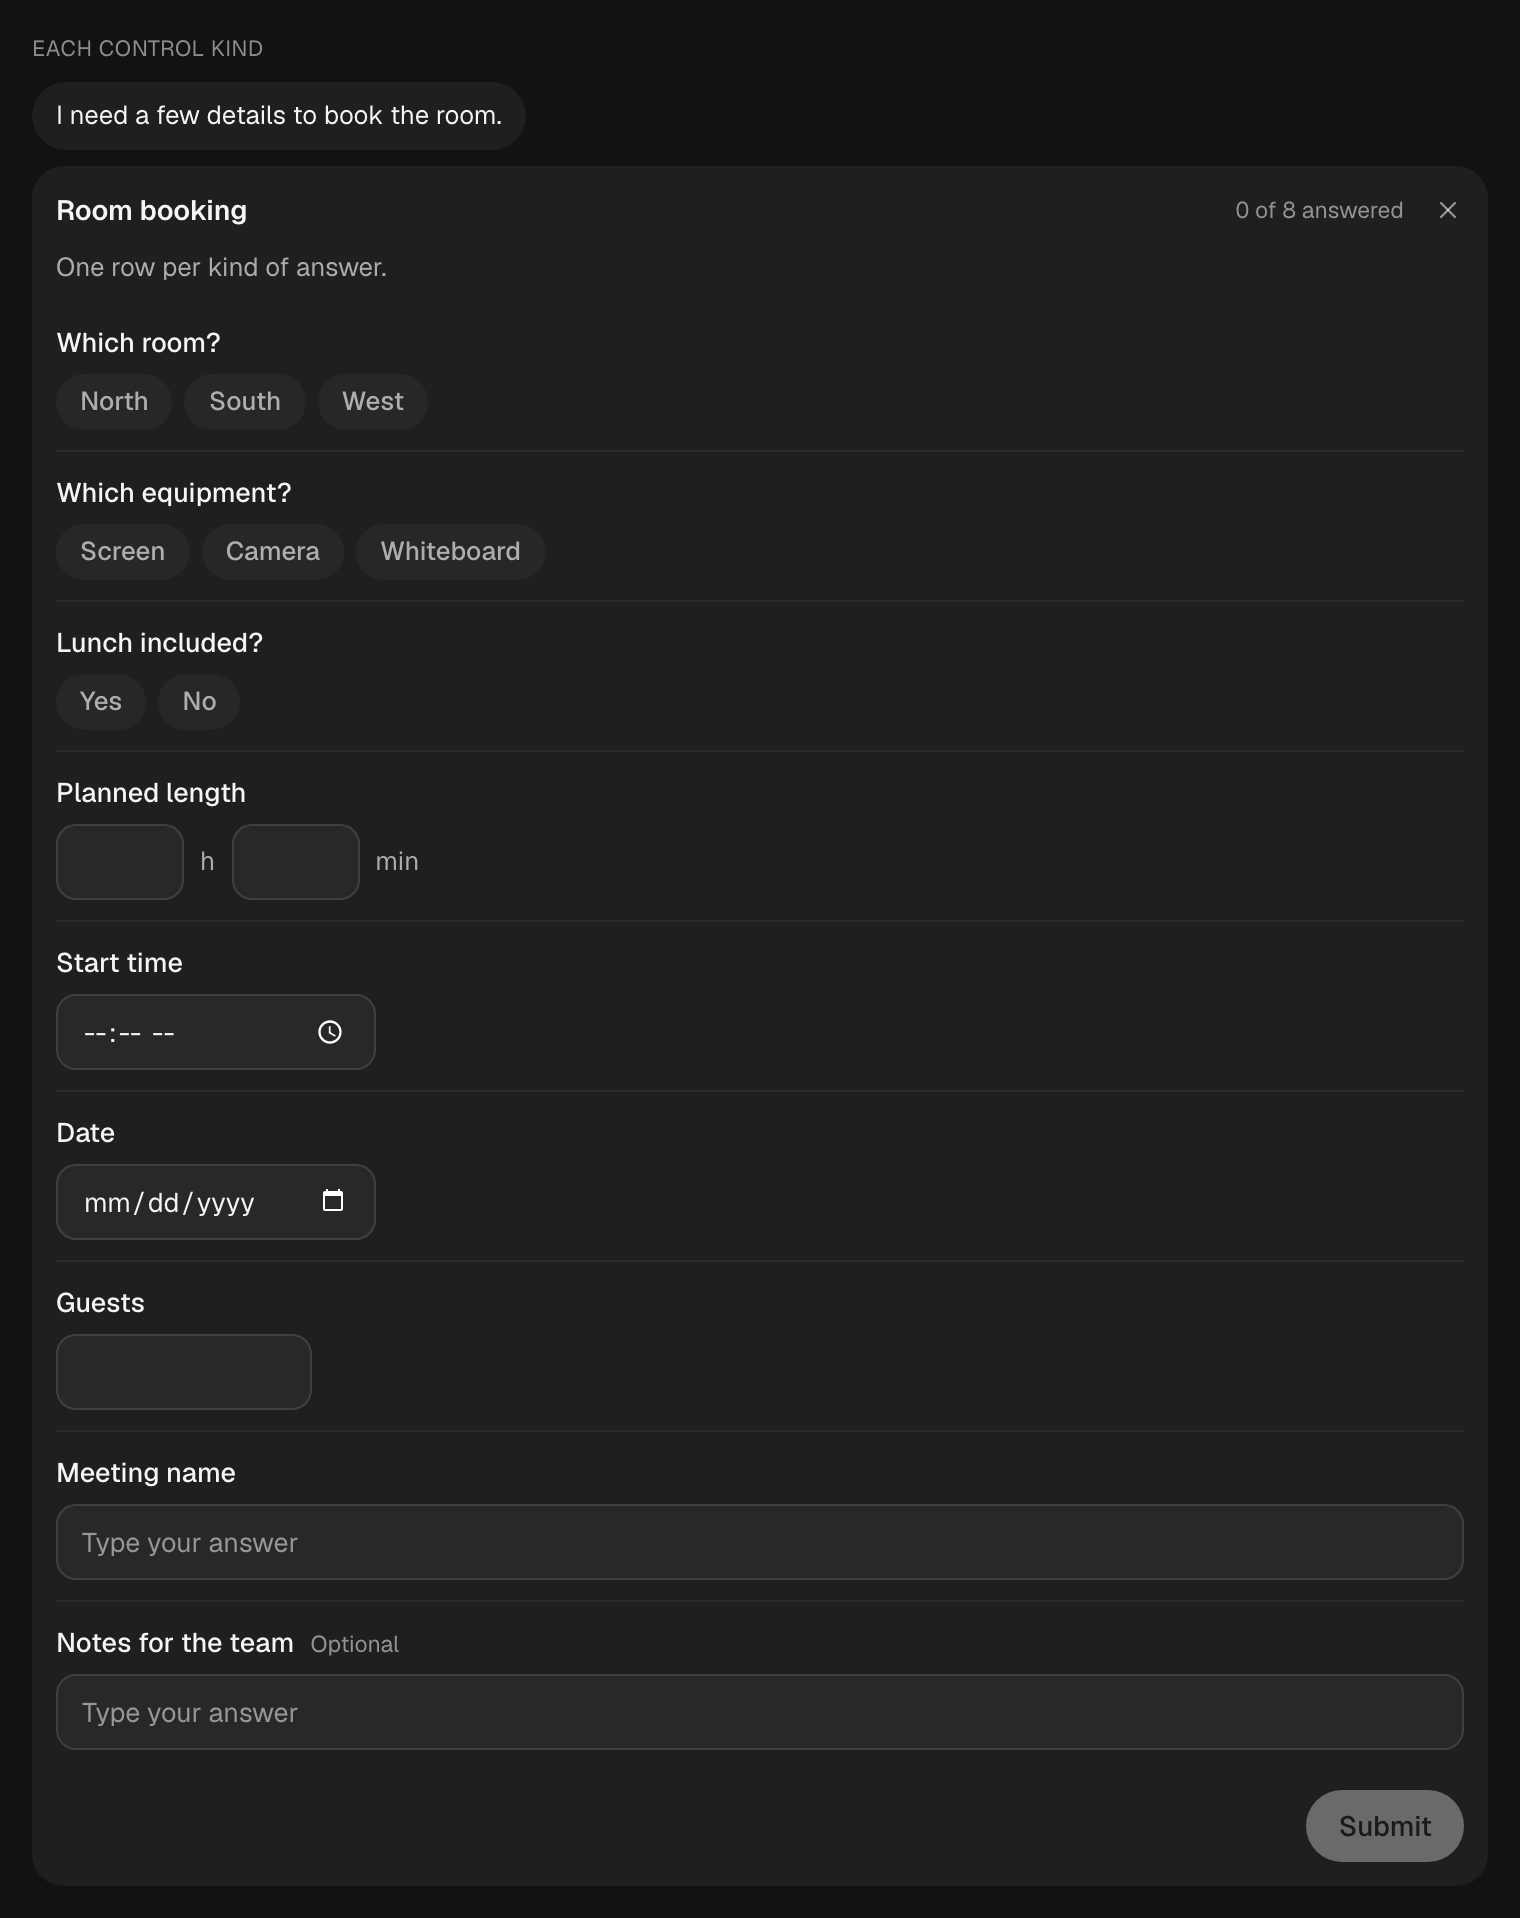 EACH CONTROL KIND
I need a few details to book the room.
Room booking
0 of 8 answered
One row per kind of answer.
Which room?
North South West
Which equipment?
Screen Camera Whiteboard
Lunch included?
Yes No
Planned length
h min
Start time
--:-- --
Date
mm/dd/yyyy
Guests
Meeting name
Type your answer
Notes for the team Optional
Type your answer
Submit